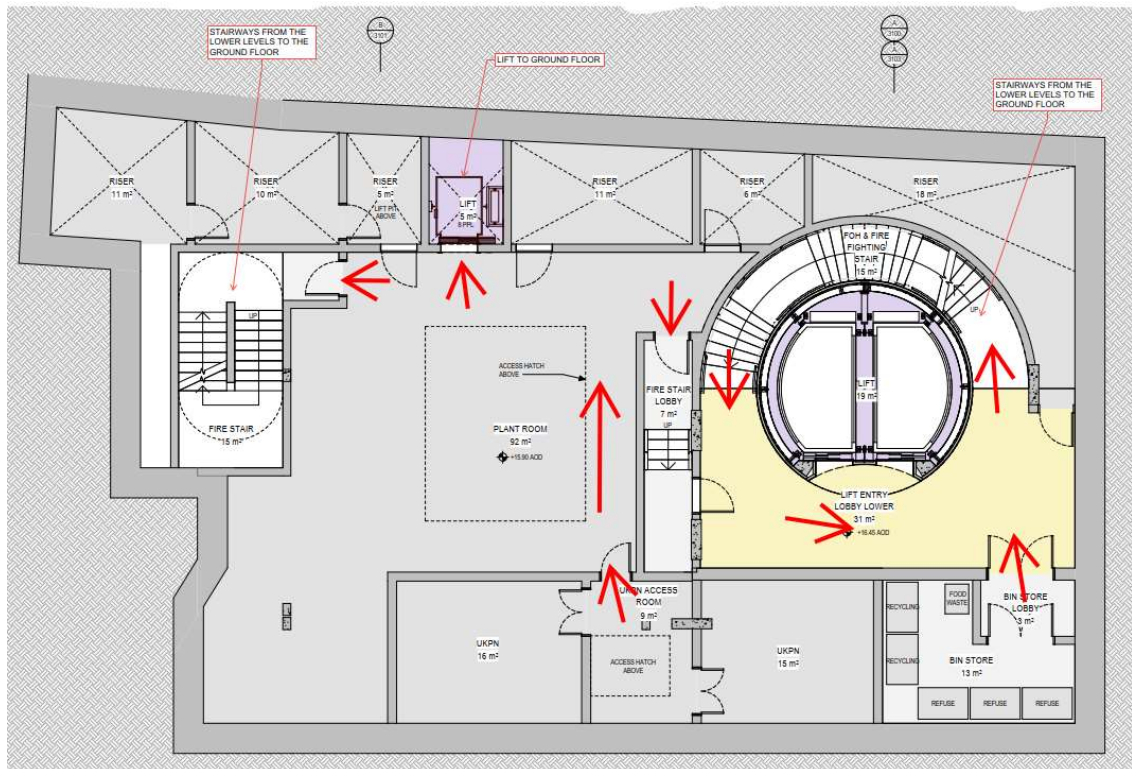 STAIRWAYS FROM THE
LOWER LEVELS TO THE
GROUND FLOOR
B
3101
LIFT TO GROUND FLOOR
A
3100
A
3103
STAIRWAYS FROM THE
LOWER LEVELS TO THE
GROUND FLOOR
RISER
11 m²
RISER
10 m²
RISER
5 m²
LIFT PIT
ABOVE
LIFT
5 m²
8 PPL
RISER
11 m²
RISER
6 m²
RISER
18 m²
FOH & FIRE
FIGHTING
STAIR
15 m²
UP
UP
ACCESS HATCH
ABOVE
FIRE STAIR
LOBBY
7 m²
UP
LIFT
19 m²
FIRE STAIR
15 m²
PLANT ROOM
92 m²
+15.90 AOD
LIFT ENTRY
LOBBY LOWER
31 m²
+16.45 AOD
UKPN ACCESS
ROOM
9 m²
ACCESS HATCH
ABOVE
UKPN
16 m²
UKPN
15 m²
RECYCLING
FOOD
WASTE
BIN STORE
LOBBY
3 m²
RECYCLING
BIN STORE
13 m²
REFUSE
REFUSE
REFUSE